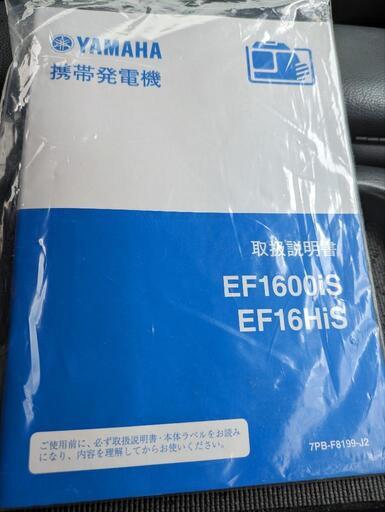 YAMAHA
携帯発電機
取扱説明書
EF1600iS
EF16HiS
ご使用前に、必ず取扱説明書・本体ラベルをお読み
になり、内容を理解してからお使いください。
7PB-F8199-J2